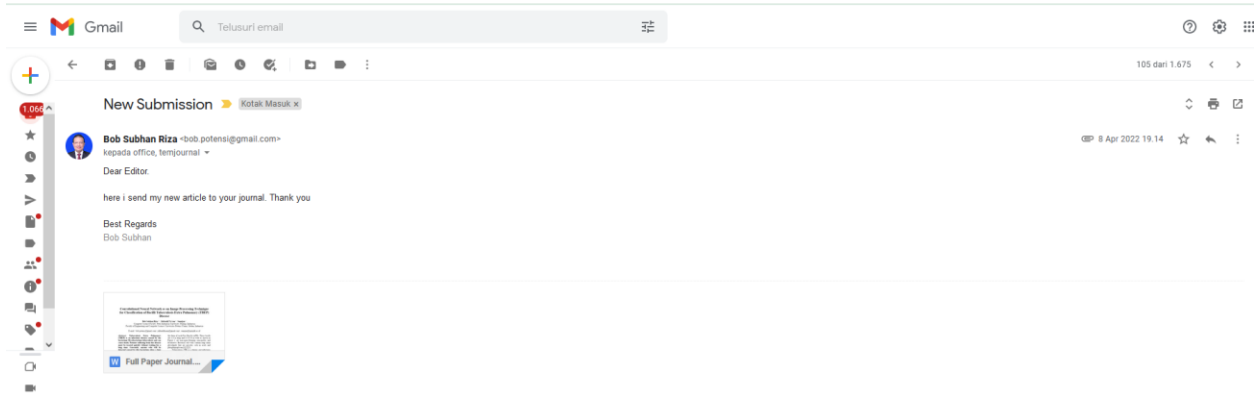 Gmail
Telusuri email
105 dari 1.675
1.066
New Submission
Kotak Masuk x
Bob Subhan Riza <bob.potensi@gmail.com>
8 Apr 2022 19.14
kepada office, temjournal
Dear Editor.
here i send my new article to your journal. Thank you
Best Regards
Bob Subhan
W Full Paper Journal....